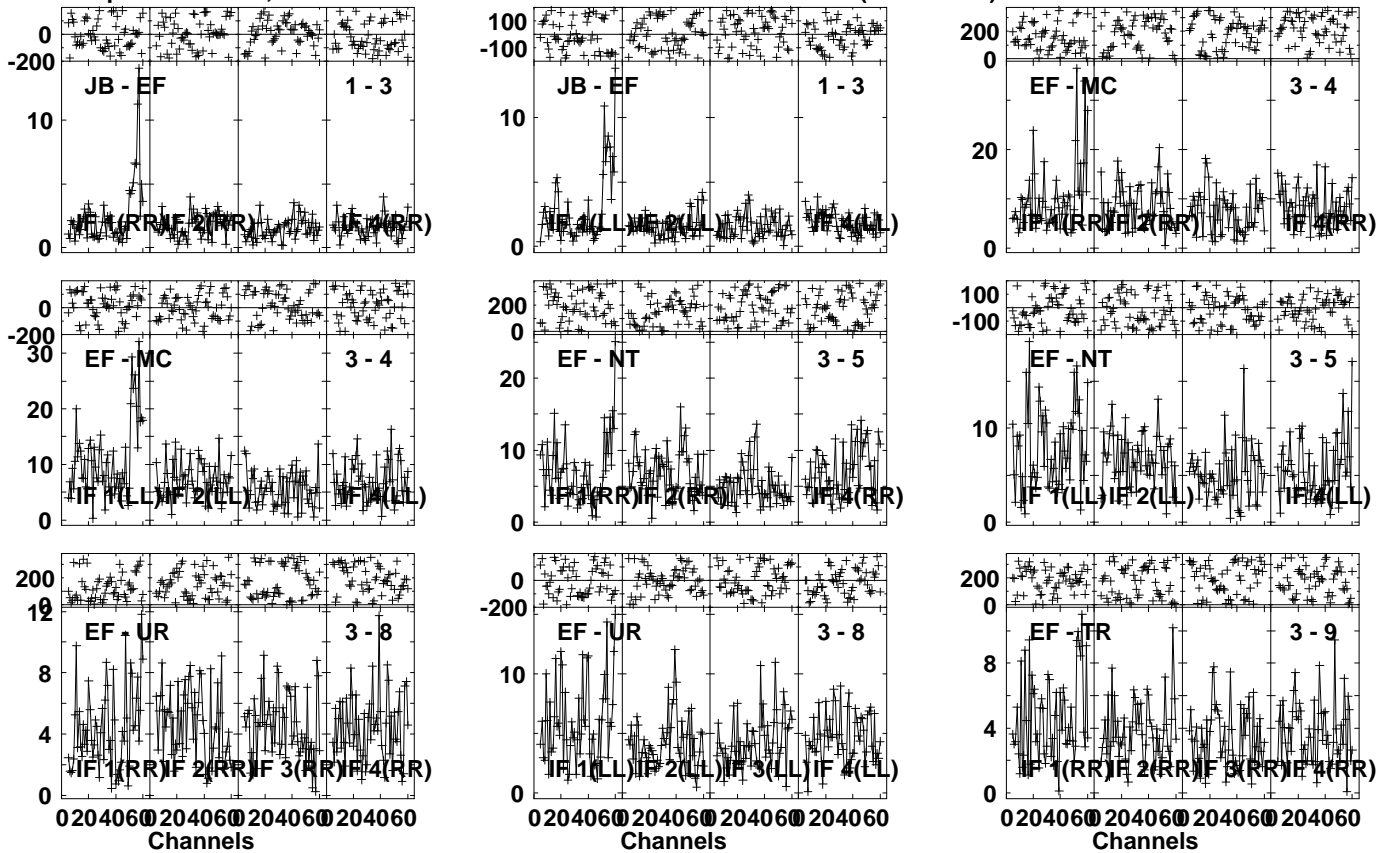 0
-200
JB - EF 1 - 3
10
IF 1(RR) IF 2(RR) IF 4(RR)
0
100
-100
JB - EF 1 - 3
10
IF 1(LL) IF 2(LL) IF 4(LL)
0
200
0
EF - MC 3 - 4
20
IF 1(RR) IF 2(RR) IF 4(RR)
0
0
-200
EF - MC 3 - 4
30
20
10
IF 1(LL) IF 2(LL) IF 4(LL)
0
200
0
EF - NT 3 - 5
20
10
IF 1(RR) IF 2(RR) IF 4(RR)
0
100
-100
EF - NT 3 - 5
10
IF 1(LL) IF 2(LL) IF 4(LL)
0
200
0
12
EF - UR 3 - 8
8
4
IF 1(RR) IF 2(RR) IF 3(RR) IF 4(RR)
0
0 20 40 60 0 20 40 60 0 20 40 60 0 20 40 60
Channels
0
-200
EF - UR 3 - 8
10
IF 1(LL) IF 2(LL) IF 3(LL) IF 4(LL)
0
0 20 40 60 0 20 40 60 0 20 40 60 0 20 40 60
Channels
200
0
EF - TR 3 - 9
8
4
IF 1(RR) IF 2(RR) IF 3(RR) IF 4(RR)
0
0 20 40 60 0 20 40 60 0 20 40 60 0 20 40 60
Channels